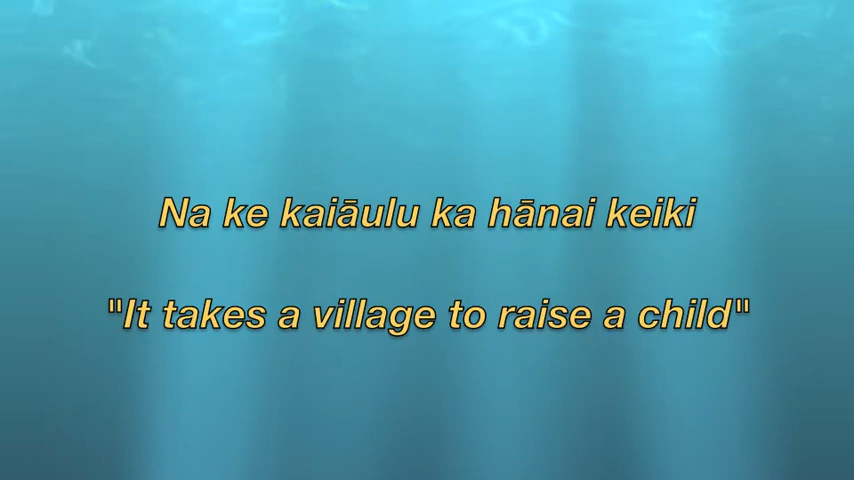 Na ke kaiāulu ka hānai keiki
"It takes a village to raise a child"